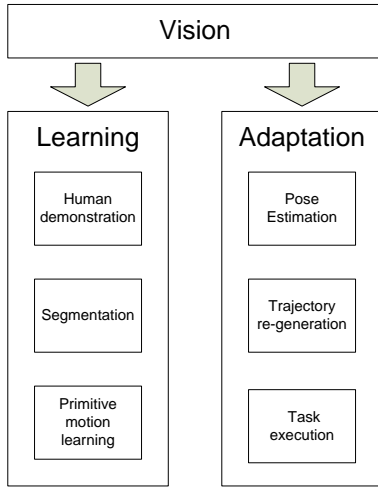 Vision
Learning
Human
demonstration
Segmentation
Primitive
motion
learning
Adaptation
Pose
Estimation
Trajectory
re-generation
Task
execution